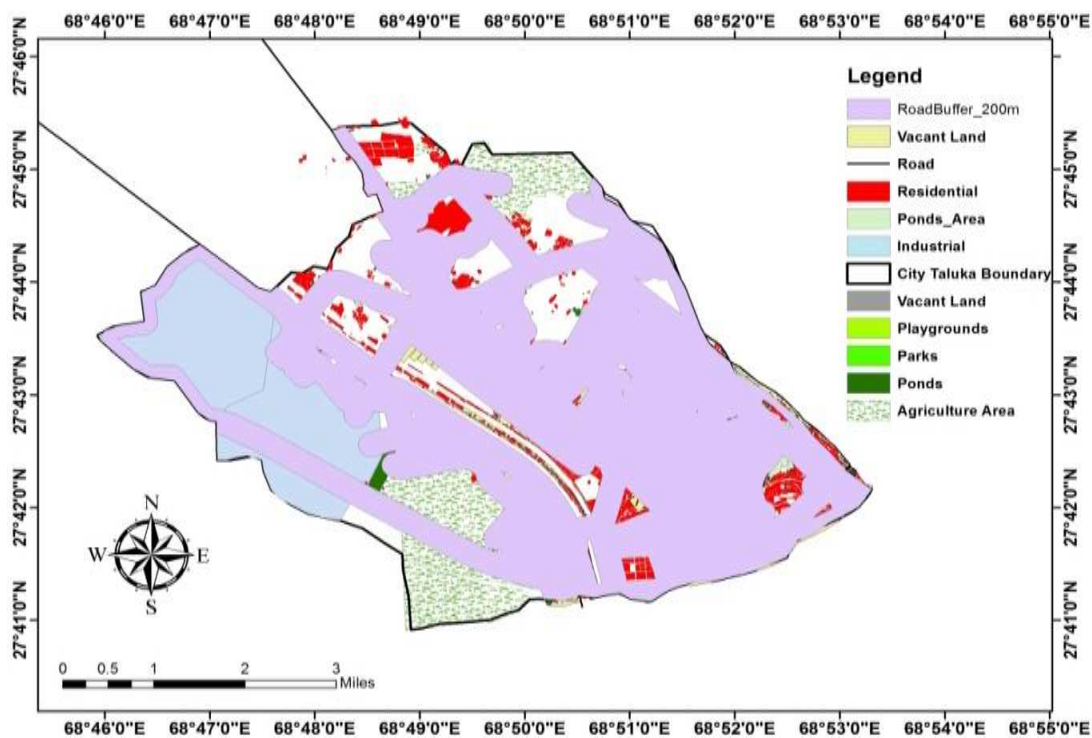 68°46'0"E 68°47'0"E 68°48'0"E 68°49'0"E 68°50'0"E 68°51'0"E 68°52'0"E 68°53'0"E 68°54'0"E 68°55'0"E
27°46'0"N
27°45'0"N
27°44'0"N
27°43'0"N
27°42'0"N
27°41'0"N
Legend
RoadBuffer_200m
Vacant Land
Road
Residential
Ponds_Area
Industrial
City Taluka Boundary
Vacant Land
Playgrounds
Parks
Ponds
Agriculture Area
27°46'0"N
27°45'0"N
27°44'0"N
27°43'0"N
27°42'0"N
27°41'0"N
N
W E
S
0 0.5 1 2 3
Miles
68°46'0"E 68°47'0"E 68°48'0"E 68°49'0"E 68°50'0"E 68°51'0"E 68°52'0"E 68°53'0"E 68°54'0"E 68°55'0"E